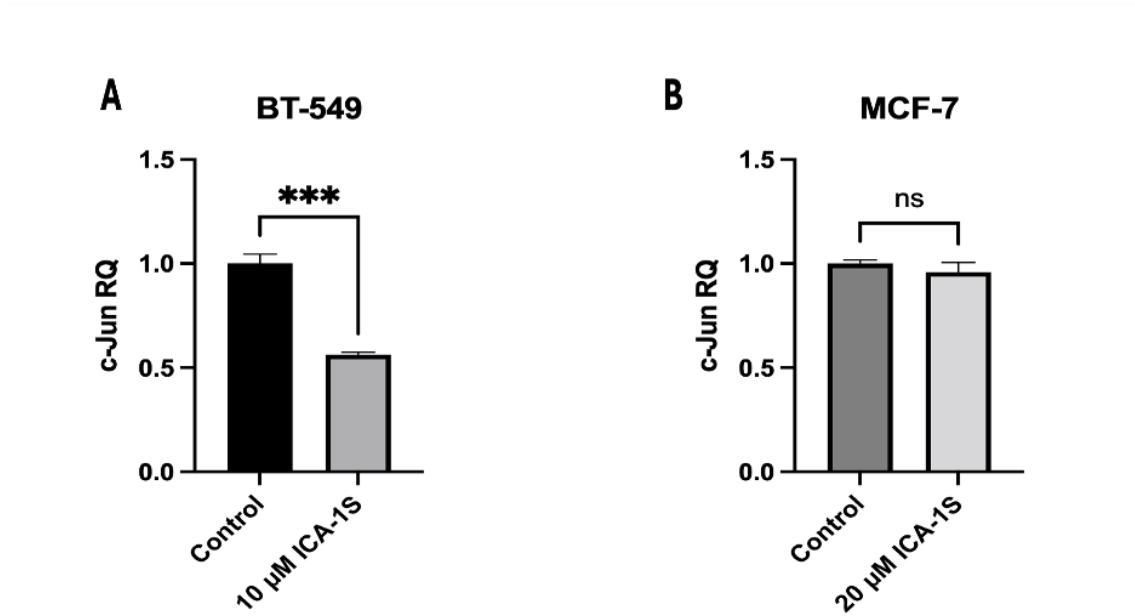 A
BT-549
***
1.5
1.0
0.5
0.0
c-Jun RQ
Control
10 µM ICA-1S
B
MCF-7
ns
1.5
1.0
0.5
0.0
c-Jun RQ
Control
20 µM ICA-1S